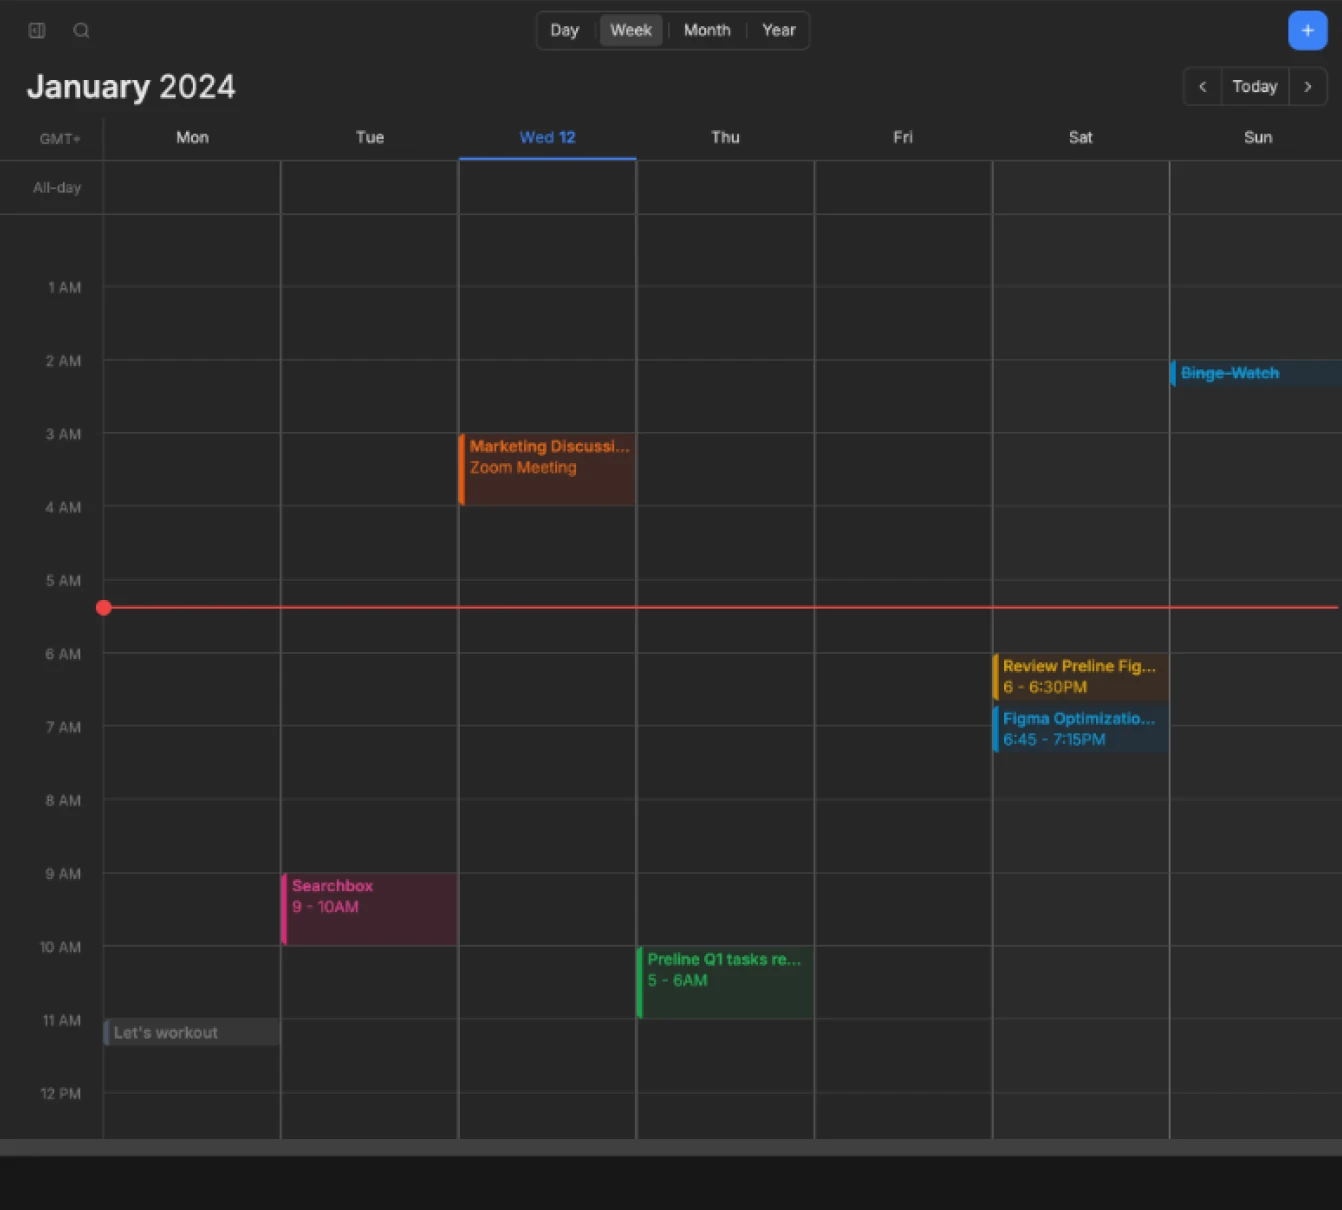 Day Week Month Year
+
January 2024
< Today >
GMT+ Mon Tue Wed 12 Thu Fri Sat Sun
All-day
1 AM
2 AM
Binge-Watch
3 AM
Marketing Discussi...
Zoom Meeting
4 AM
5 AM
6 AM
Review Preline Fig...
6 - 6:30PM
Figma Optimizatio...
7 AM
6:45 - 7:15PM
8 AM
9 AM
Searchbox
9 - 10AM
10 AM
Preline Q1 tasks re...
5 - 6AM
11 AM
Let's workout
12 PM